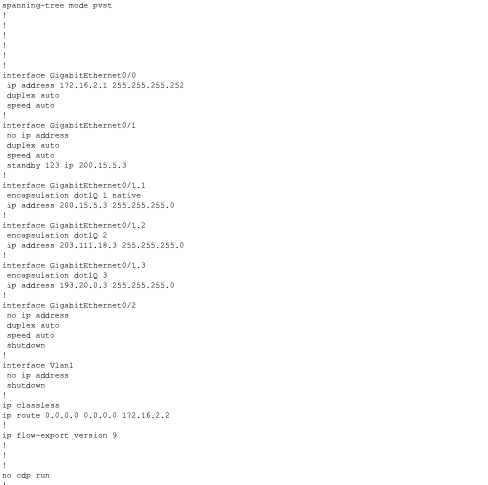 spanning-tree mode pvst
!
!
!
!
!
!
interface GigabitEthernet0/0
ip address 172.16.2.1 255.255.255.252
duplex auto
speed auto
!
interface GigabitEthernet0/1
no ip address
duplex auto
speed auto
standby 123 ip 200.15.5.3
!
interface GigabitEthernet0/1.1
encapsulation dot1Q 1 native
ip address 200.15.5.3 255.255.255.0
!
interface GigabitEthernet0/1.2
encapsulation dot1Q 2
ip address 203.111.18.3 255.255.255.0
!
interface GigabitEthernet0/1.3
encapsulation dot1Q 3
ip address 193.20.0.3 255.255.255.0
!
interface GigabitEthernet0/2
no ip address
duplex auto
speed auto
shutdown
!
interface Vlan1
no ip address
shutdown
!
ip classless
ip route 0.0.0.0 0.0.0.0 172.16.2.2
!
ip flow-export version 9
!
!
!
no cdp run
!